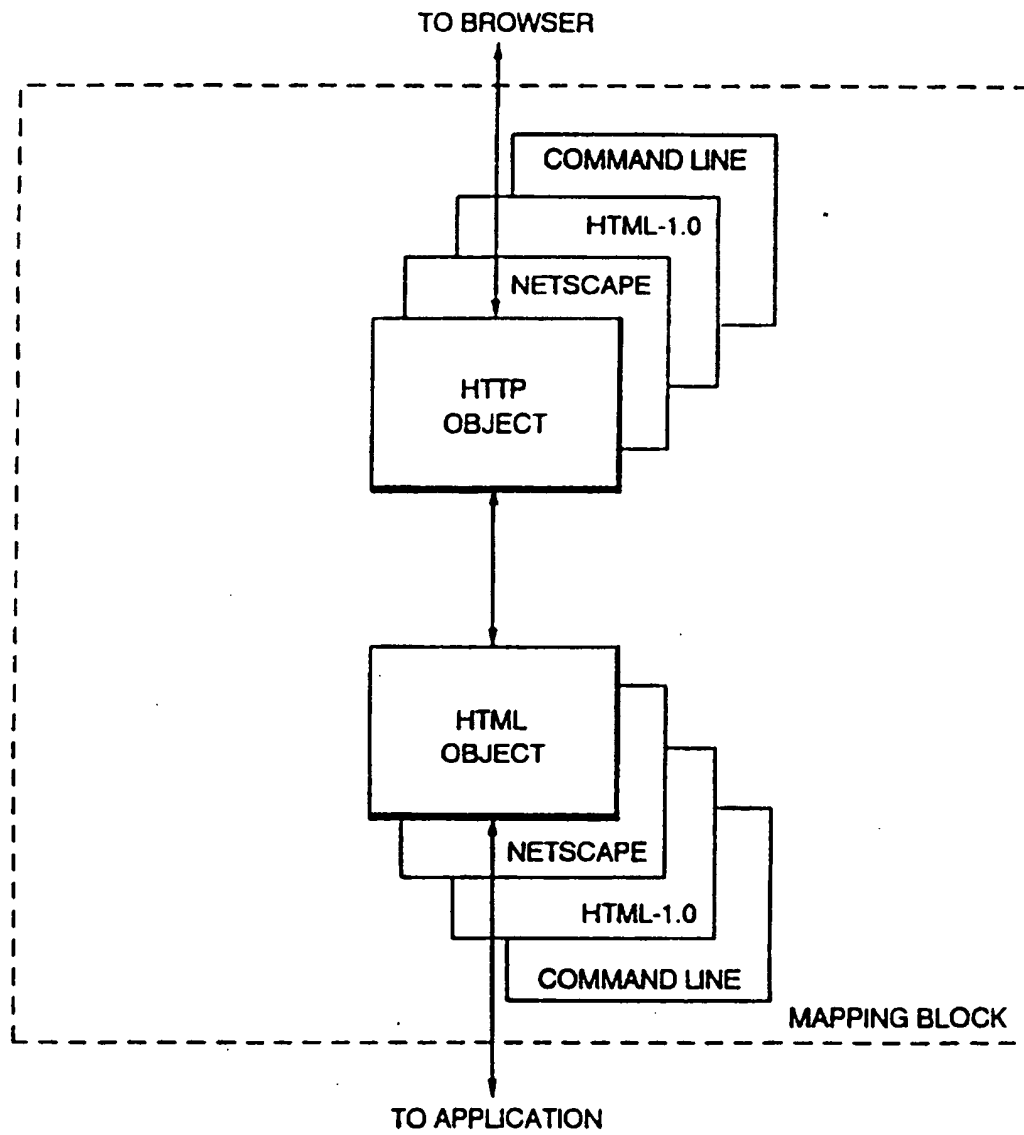 TO BROWSER
COMMAND LINE
HTML-1.0
NETSCAPE
HTTP
OBJECT
HTML
OBJECT
NETSCAPE
HTML-1.0
COMMAND LINE
MAPPING BLOCK
TO APPLICATION